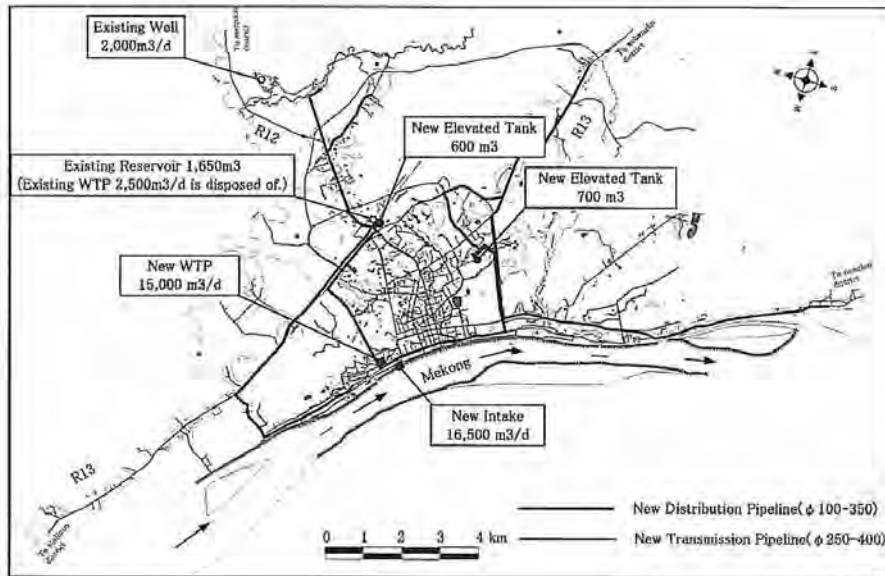 Existing Well
2,000m3/d
R12
R13
New Elevated Tank
600 m3
Existing Reservoir 1,650m3
(Existing WTP 2,500m3/d is disposed of.)
New Elevated Tank
700 m3
New WTP
15,000 m3/d
Mekong
New Intake
16,500 m3/d
R13
0 1 2 3 4 km
New Distribution Pipeline(φ 100-350)
New Transmission Pipeline(φ 250-400)